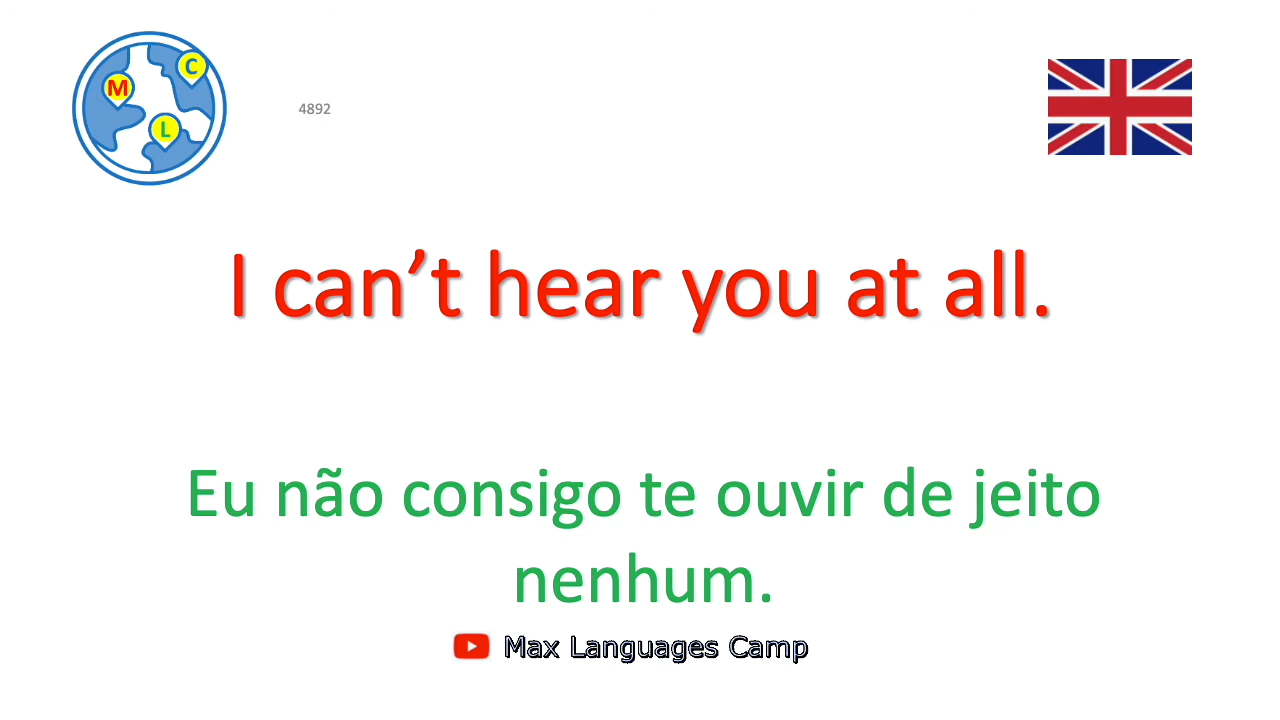 M
C
L
4892
I can’t hear you at all.
Eu não consigo te ouvir de jeito
nenhum.
Max Languages Camp